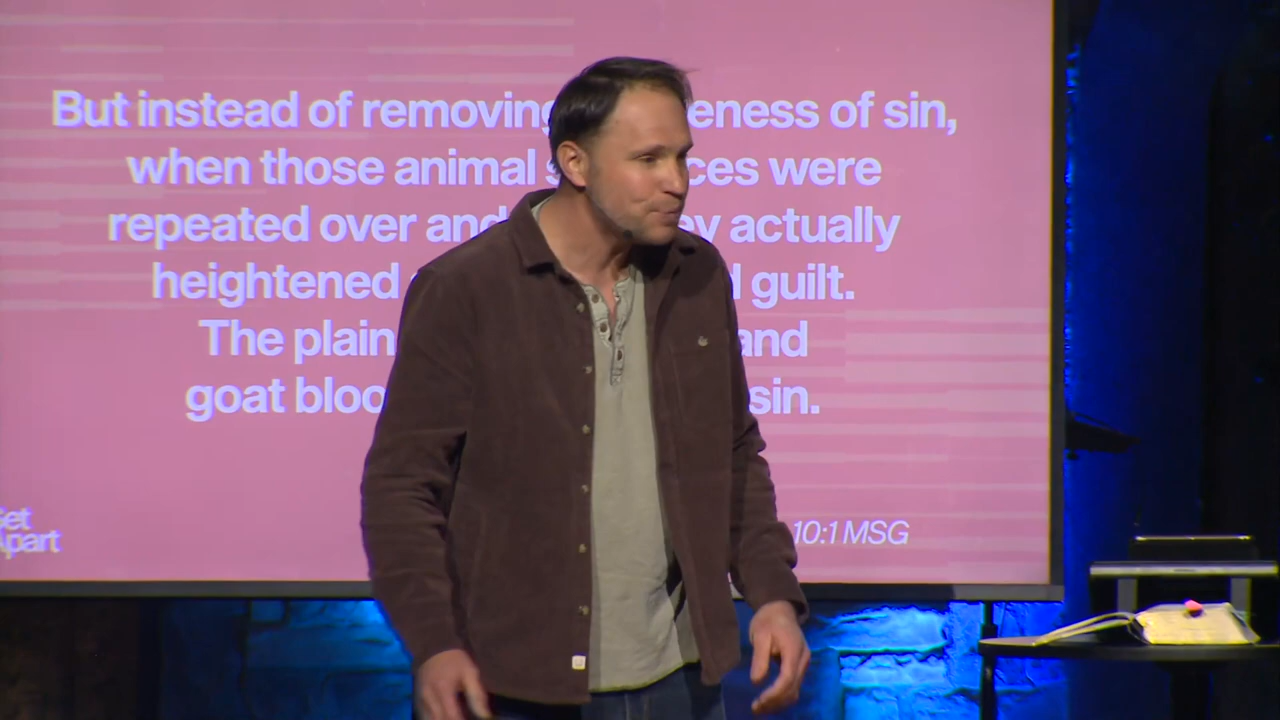 But instead of removing eness of sin,
when those animal s ces were
repeated over and ey actually
heightened d guilt.
The plain and
goat bloo sin.
Set
Apart
10:1 MSG